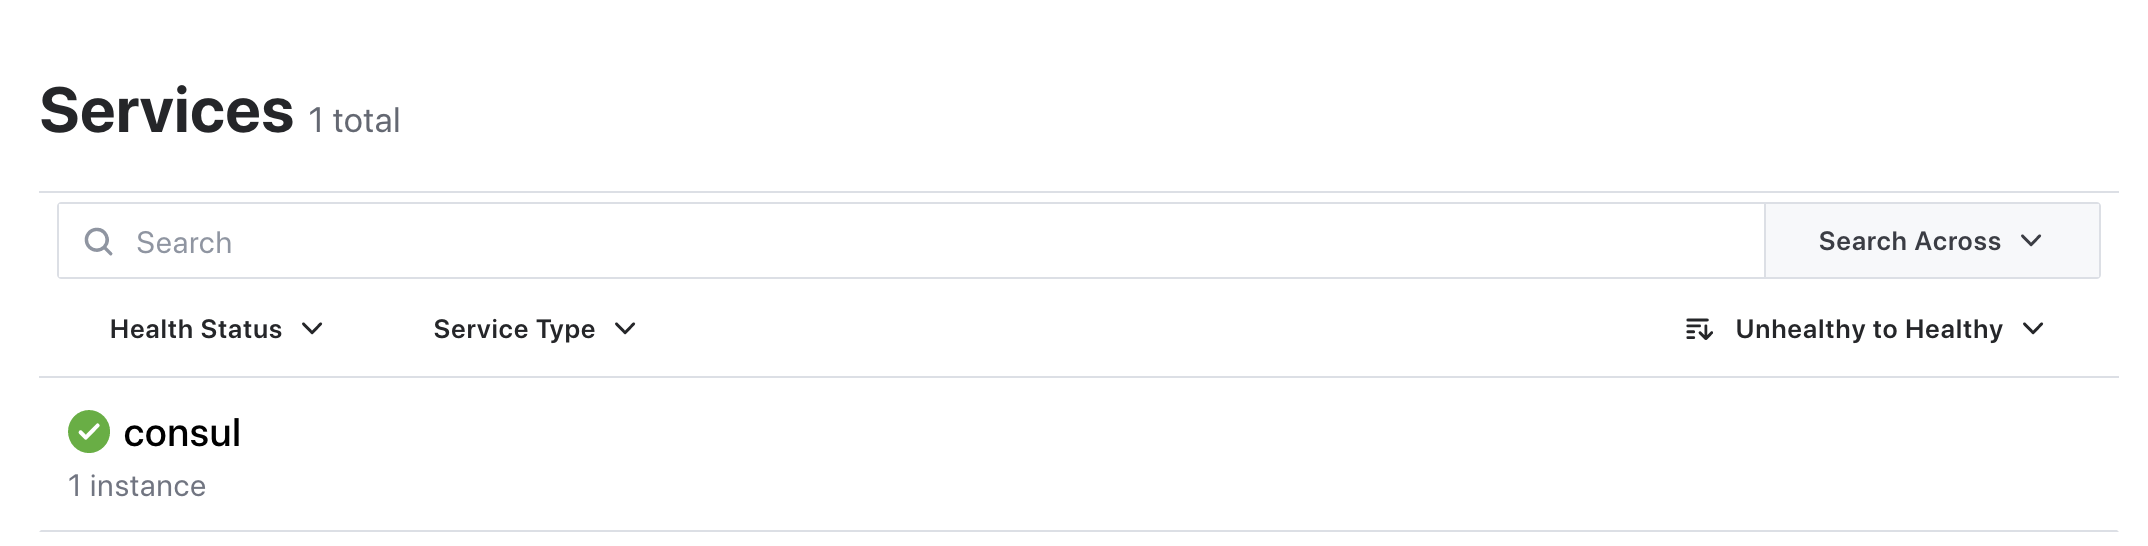 Services 1 total
Search
Search Across
Health Status
Service Type
Unhealthy to Healthy
consul
1 instance